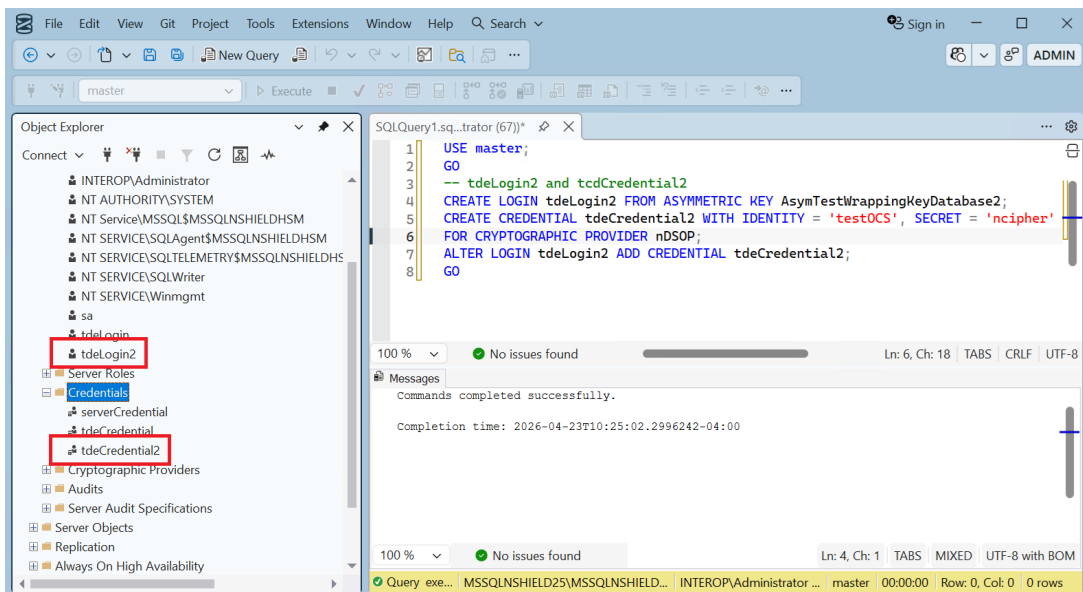 File Edit View Git Project Tools Extensions Window Help Search Sign in
New Query ADMIN
master Execute
Object Explorer
Connect
INTEROP\Administrator
NT AUTHORITY\SYSTEM
NT Service\MSSQL$MSSQLNSHIELDHSM
NT SERVICE\SQLAgent$MSSQLNSHIELDHSM
NT SERVICE\SQLTELEMETRY$MSSQLNSHIELDHS
NT SERVICE\SQLWriter
NT SERVICE\Winmgmt
sa
tdeLogin
tdeLogin2
Server Roles
Credentials
serverCredential
tdeCredential
tdeCredential2
Cryptographic Providers
Audits
Server Audit Specifications
Server Objects
Replication
Always On High Availability
SQLQuery1.sq...trator (67))*
1 USE master;
2 GO
3 -- tdeLogin2 and tcdCredential2
4 CREATE LOGIN tdeLogin2 FROM ASYMMETRIC KEY AsymTestWrappingKeyDatabase2;
5 CREATE CREDENTIAL tdeCredential2 WITH IDENTITY = 'testOCS', SECRET = 'ncipher'
6 FOR CRYPTOGRAPHIC PROVIDER nDSOP;
7 ALTER LOGIN tdeLogin2 ADD CREDENTIAL tdeCredential2;
8 GO
100 % No issues found Ln: 6, Ch: 18 TABS CRLF UTF-8
Messages
Commands completed successfully.
Completion time: 2026-04-23T10:25:02.2996242-04:00
100 % No issues found Ln: 4, Ch: 1 TABS MIXED UTF-8 with BOM
Query exe... MSSQLNSHIELD25\MSSQLNSHIELD... INTEROP\Administrator ... master 00:00:00 Row: 0, Col: 0 0 rows